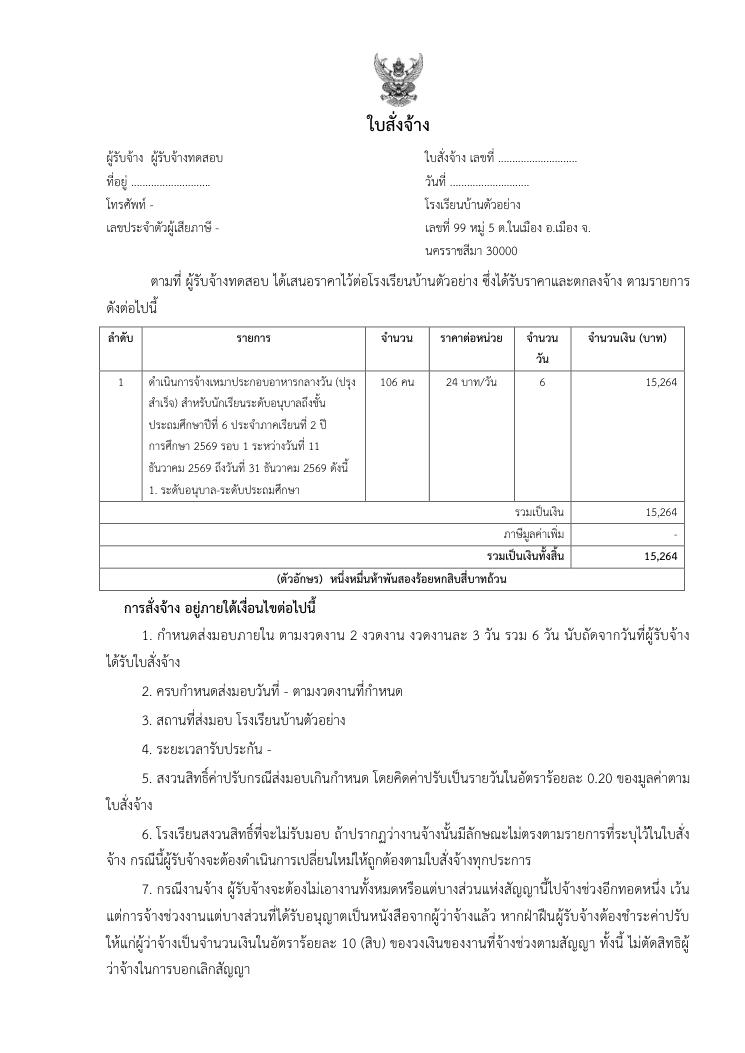 ใบสั่งจ้าง
ผู้รับจ้าง ผู้รับจ้างทดสอบ
ที่อยู่ ............................
โทรศัพท์ -
เลขประจำตัวผู้เสียภาษี -
ใบสั่งจ้าง เลขที่ ............................
วันที่ ............................
โรงเรียนบ้านตัวอย่าง
เลขที่ 99 หมู่ 5 ต.ในเมือง อ.เมือง จ.
นครราชสีมา 30000
ตามที่ ผู้รับจ้างทดสอบ ได้เสนอราคาไว้ต่อโรงเรียนบ้านตัวอย่าง ซึ่งได้รับราคาและตกลงจ้าง ตามรายการ
ดังต่อไปนี้
ลำดับ รายการ จำนวน ราคาต่อหน่วย จำนวน จำนวนเงิน (บาท)
วัน
1 ดำเนินการจ้างเหมาประกอบอาหารกลางวัน (ปรุง 106 คน 24 บาท/วัน 6 15,264
สำเร็จ) สำหรับนักเรียนระดับอนุบาลถึงชั้น
ประถมศึกษาปีที่ 6 ประจำภาคเรียนที่ 2 ปี
การศึกษา 2569 รอบ 1 ระหว่างวันที่ 11
ธันวาคม 2569 ถึงวันที่ 31 ธันวาคม 2569 ดังนี้
1. ระดับอนุบาล-ระดับประถมศึกษา
รวมเป็นเงิน 15,264
ภาษีมูลค่าเพิ่ม -
รวมเป็นเงินทั้งสิ้น 15,264
(ตัวอักษร) หนึ่งหมื่นห้าพันสองร้อยหกสิบสี่บาทถ้วน
การสั่งจ้าง อยู่ภายใต้เงื่อนไขต่อไปนี้
1. กำหนดส่งมอบภายใน ตามงวดงาน 2 งวดงาน งวดงานละ 3 วัน รวม 6 วัน นับถัดจากวันที่ผู้รับจ้าง
ได้รับใบสั่งจ้าง
2. ครบกำหนดส่งมอบวันที่ - ตามงวดงานที่กำหนด
3. สถานที่ส่งมอบ โรงเรียนบ้านตัวอย่าง
4. ระยะเวลารับประกัน -
5. สงวนสิทธิ์ค่าปรับกรณีส่งมอบเกินกำหนด โดยคิดค่าปรับเป็นรายวันในอัตราร้อยละ 0.20 ของมูลค่าตาม
ใบสั่งจ้าง
6. โรงเรียนสงวนสิทธิ์ที่จะไม่รับมอบ ถ้าปรากฏว่างานจ้างนั้นมีลักษณะไม่ตรงตามรายการที่ระบุไว้ในใบสั่ง
จ้าง กรณีนี้ผู้รับจ้างจะต้องดำเนินการเปลี่ยนใหม่ให้ถูกต้องตามใบสั่งจ้างทุกประการ
7. กรณีงานจ้าง ผู้รับจ้างจะต้องไม่เอางานทั้งหมดหรือแต่บางส่วนแห่งสัญญานี้ไปจ้างช่วงอีกทอดหนึ่ง เว้น
แต่การจ้างช่วงงานแต่บางส่วนที่ได้รับอนุญาตเป็นหนังสือจากผู้ว่าจ้างแล้ว หากฝ่าฝืนผู้รับจ้างต้องชำระค่าปรับ
ให้แก่ผู้ว่าจ้างเป็นจำนวนเงินในอัตราร้อยละ 10 (สิบ) ของวงเงินของงานที่จ้างช่วงตามสัญญา ทั้งนี้ ไม่ตัดสิทธิผู้
ว่าจ้างในการบอกเลิกสัญญา